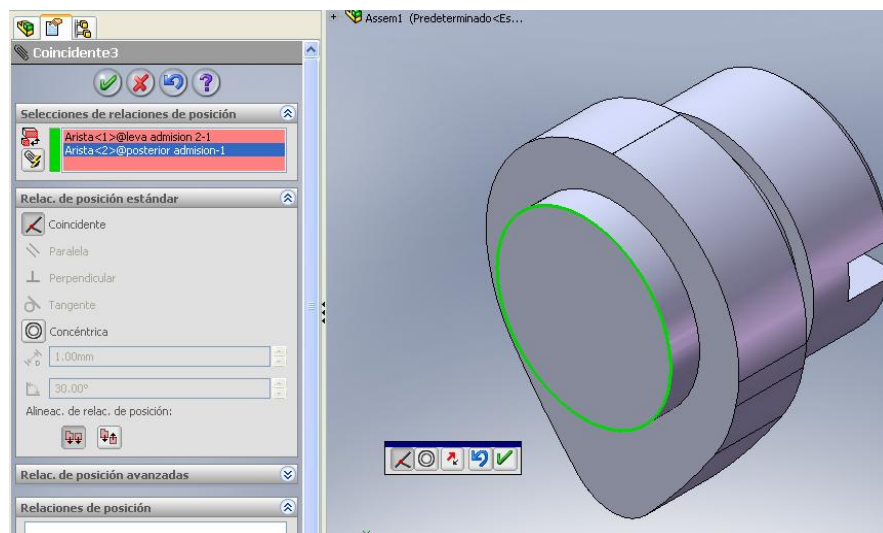 Assem1 (Predeterminado<Es...
Coincidente3
?
Selecciones de relaciones de posición
Arista<1>@leva admision 2-1
Arista<2>@posterior admision-1
Relac. de posición estándar
Coincidente
Paralela
Perpendicular
Tangente
Concéntrica
1.00mm
30.00°
Alineac. de relac. de posición:
Relac. de posición avanzadas
Relaciones de posición